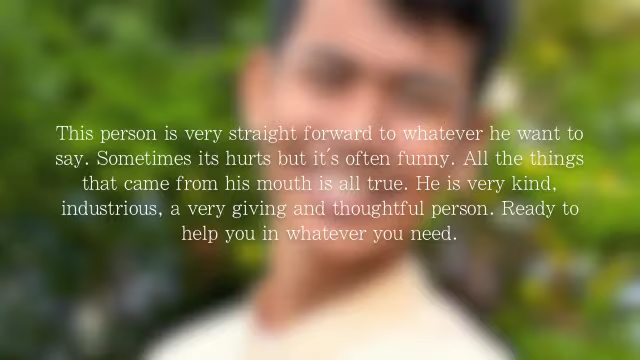 This person is very straight forward to whatever he want to
say. Sometimes its hurts but it´s often funny. All the things
that came from his mouth is all true. He is very kind,
industrious, a very giving and thoughtful person. Ready to
help you in whatever you need.